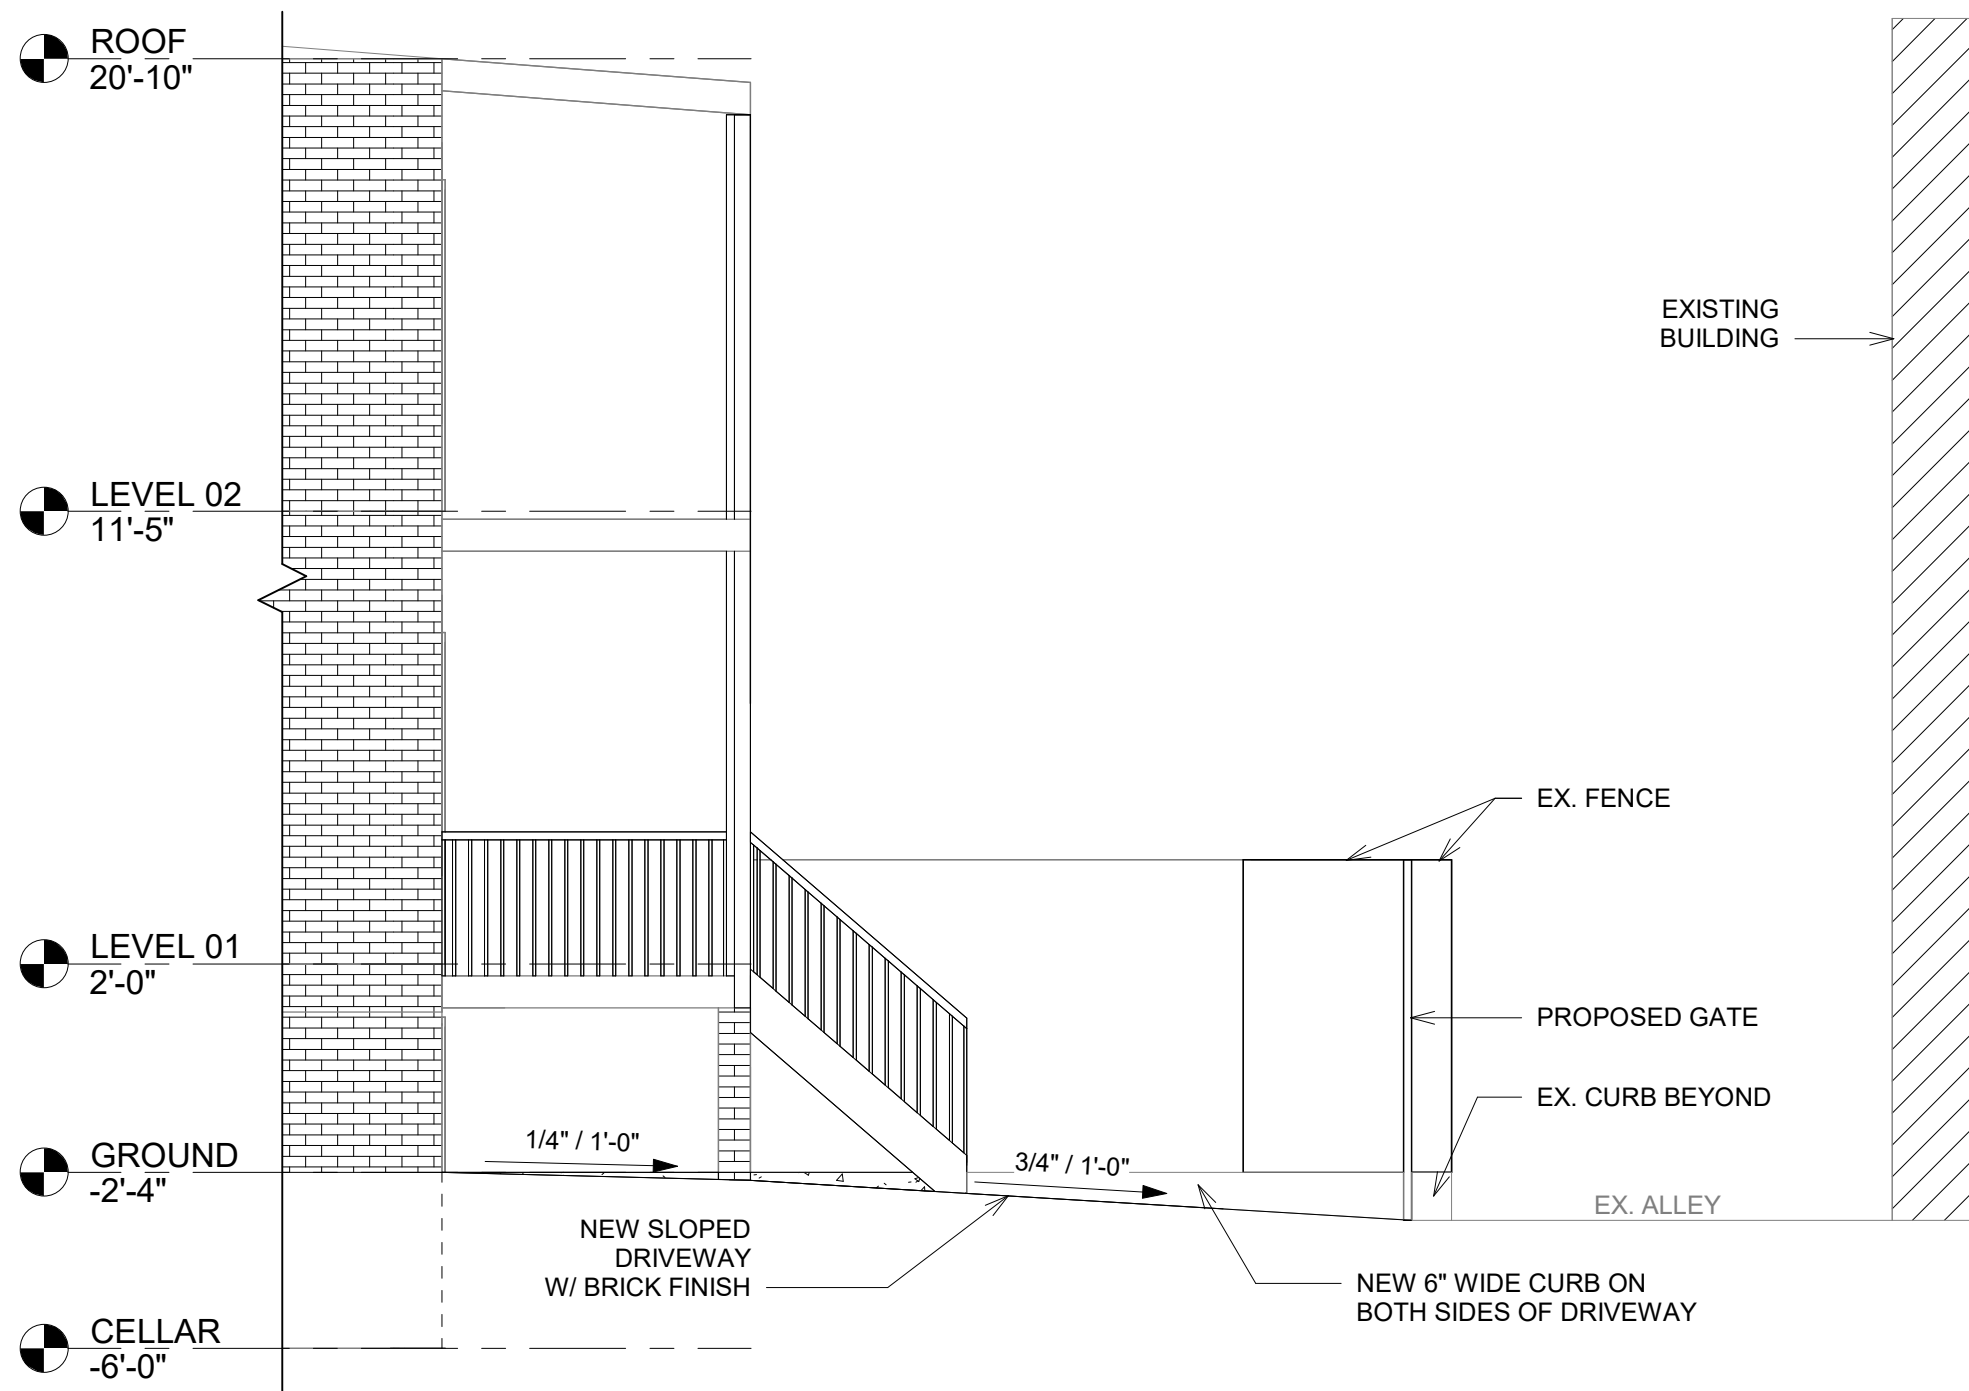 ROOF
20'-10"
EXISTING
BUILDING
LEVEL 02
11'-5"
EX. FENCE
LEVEL 01
2'-0"
PROPOSED GATE
EX. CURB BEYOND
1/4" / 1'-0"
GROUND
-2'-4"
3/4" / 1'-0"
EX. ALLEY
NEW SLOPED
DRIVEWAY
W/ BRICK FINISH
NEW 6" WIDE CURB ON
BOTH SIDES OF DRIVEWAY
CELLAR
-6'-0"